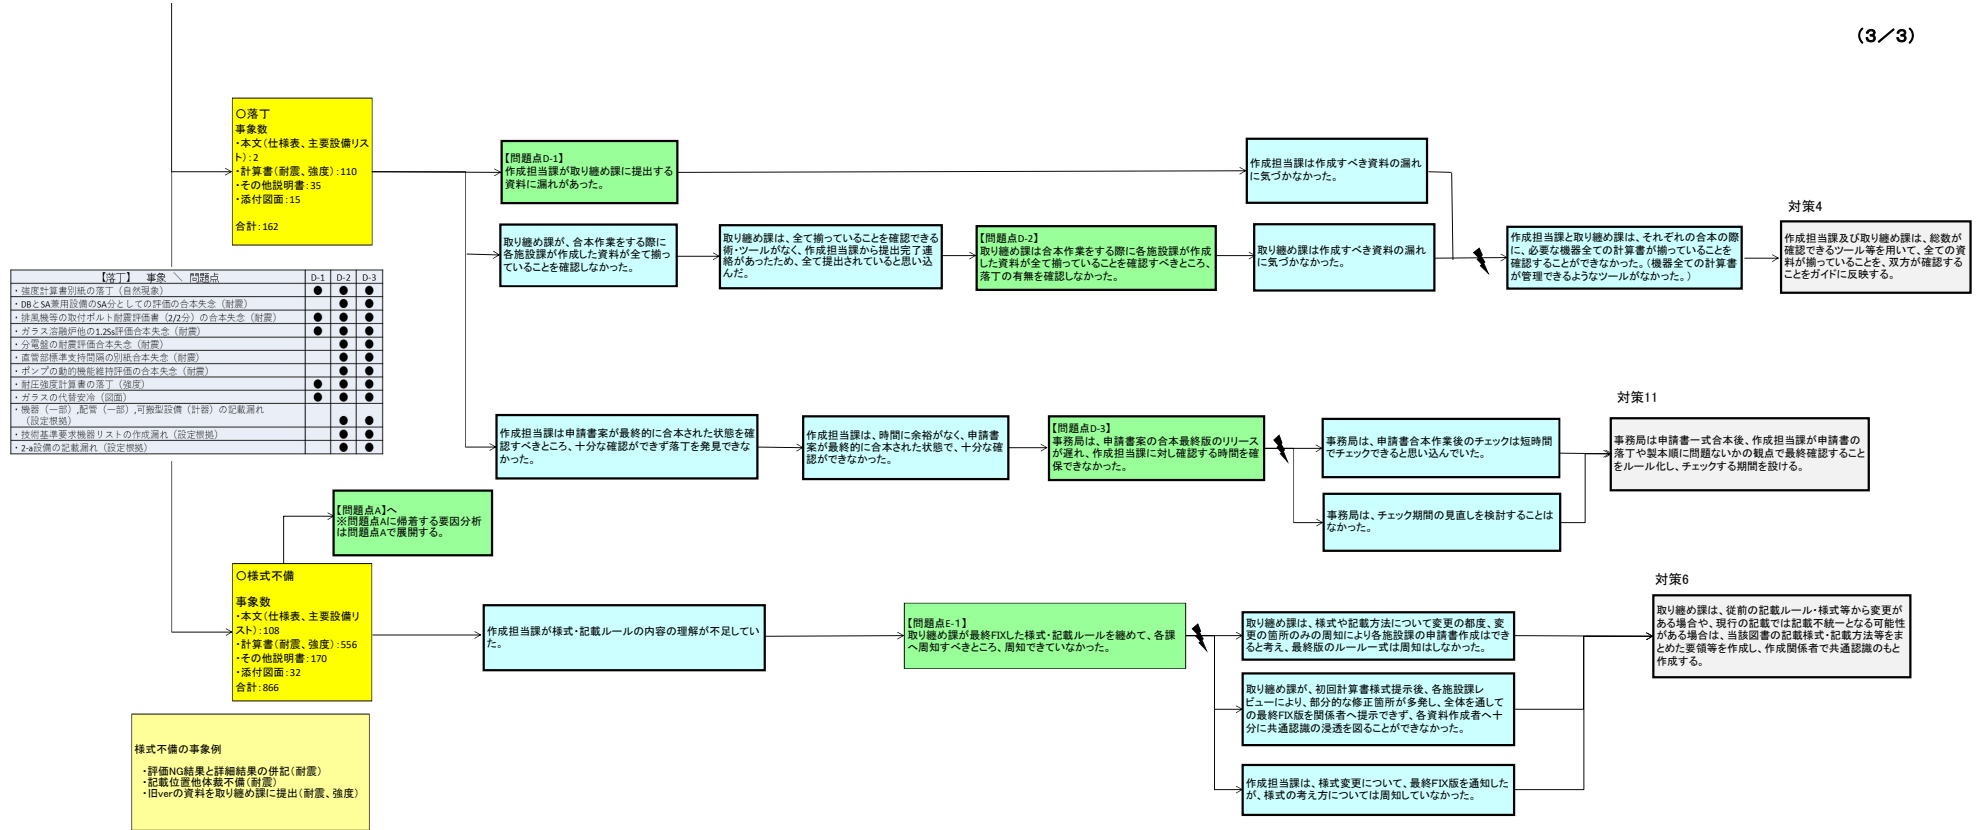 (3／3)
〇落丁
事象数
・本文（仕様表、主要設備リス
ト）：2
・計算書（耐震、強度）：110
・その他説明書：35
・添付図面：15
合計：162
【問題点D-1】
作成担当課が取り纏め課に提出する
資料に漏れがあった。
作成担当課は作成すべき資料の漏れ
に気づかなかった。
取り纏め課が、合本作業をする際に
各施設課が作成した資料が全て揃っ
ていることを確認しなかった。
取り纏め課は、全て揃っていることを確認できる
術・ツールがなく、作成担当課から提出完了連
絡があったため、全て提出されていると思い込
んだ。
【問題点D-2】
取り纏め課は合本作業をする際に各施設課が作成
した資料が全て揃っていることを確認すべきところ、
落丁の有無を確認しなかった。
取り纏め課は作成すべき資料の漏れ
に気づかなかった。
作成担当課と取り纏め課は、それぞれの合本の際
に、必要な機器全ての計算書が揃っていることを
確認することができなかった。（機器全ての計算書
が管理できるようなツールがなかった。）
対策4
作成担当課及び取り纏め課は、総数が
確認できるツール等を用いて、全ての資
料が揃っていることを、双方が確認する
ことをガイドに反映する。
【落丁】　事象　＼　問題点 D-1 D-2 D-3
・強度計算書別紙の落丁（自然現象） ● ● ●
・DBとSA兼用設備のSA分としての評価の合本失念（耐震） ● ●
・排風機等の取付ボルト耐震評価書（2/2分）の合本失念（耐震） ● ● ●
・ガラス溶融炉他の1.2Ss評価合本失念（耐震） ● ● ●
・分電盤の耐震評価合本失念（耐震） ● ●
・直管部標準支持間隔の別紙合本失念（耐震） ● ●
・ポンプの動的機能維持評価の合本失念（耐震） ● ●
・耐圧強度計算書の落丁（強度） ● ● ●
・ガラスの代替安冷（図面） ● ● ●
・機器（一部）,配管（一部）,可搬型設備（計器）の記載漏れ
（設定根拠） ● ●
・技術基準要求機器リストの作成漏れ（設定根拠） ● ●
・2-a設備の記載漏れ（設定根拠） ● ●
作成担当課は申請書案が最終的に合本された状態を確
認すべきところ、十分な確認ができず落丁を発見できな
かった。
作成担当課は、時間に余裕がなく、申請書
案が最終的に合本された状態で、十分な確
認ができなかった。
【問題点D-3】
事務局は、申請書案の合本最終版のリリース
が遅れ、作成担当課に対し確認する時間を確
保できなかった。
事務局は、申請書合本作業後のチェックは短時間
でチェックできると思い込んでいた。
事務局は、チェック期間の見直しを検討することは
なかった。
対策11
事務局は申請書一式合本後、作成担当課が申請書の
落丁や製本順に問題ないかの観点で最終確認すること
をルール化し、チェックする期間を設ける。
【問題点A】へ
※問題点Aに帰着する要因分析
は問題点Aで展開する。
〇様式不備
事象数
・本文（仕様表、主要設備リ
スト）：108
・計算書（耐震、強度）：556
・その他説明書：170
・添付図面：32
合計：866
作成担当課が様式・記載ルールの内容の理解が不足してい
た。
【問題点E-1】
取り纏め課が最終FIXした様式・記載ルールを纏めて、各課
へ周知すべきところ、周知できていなかった。
取り纏め課は、様式や記載方法について変更の都度、変
更の箇所のみの周知により各施設課の申請書作成はでき
ると考え、最終版のルール一式は周知はしなかった。
取り纏め課が、初回計算書様式提示後、各施設課レ
ビューにより、部分的な修正箇所が多発し、全体を通して
の最終FIX版を関係者へ提示できず、各資料作成者へ十
分に共通認識の浸透を図ることができなかった。
作成担当課は、様式変更について、最終FIX版を通知した
が、様式の考え方については周知していなかった。
対策6
取り纏め課は、従前の記載ルール・様式等から変更が
ある場合や、現行の記載では記載不統一となる可能性
がある場合は、当該図書の記載様式・記載方法等をま
とめた要領等を作成し、作成関係者で共通認識のもと
作成する。
様式不備の事象例
・評価NG結果と詳細結果の併記（耐震）
・記載位置他体裁不備（耐震）
・旧verの資料を取り纏め課に提出（耐震、強度）